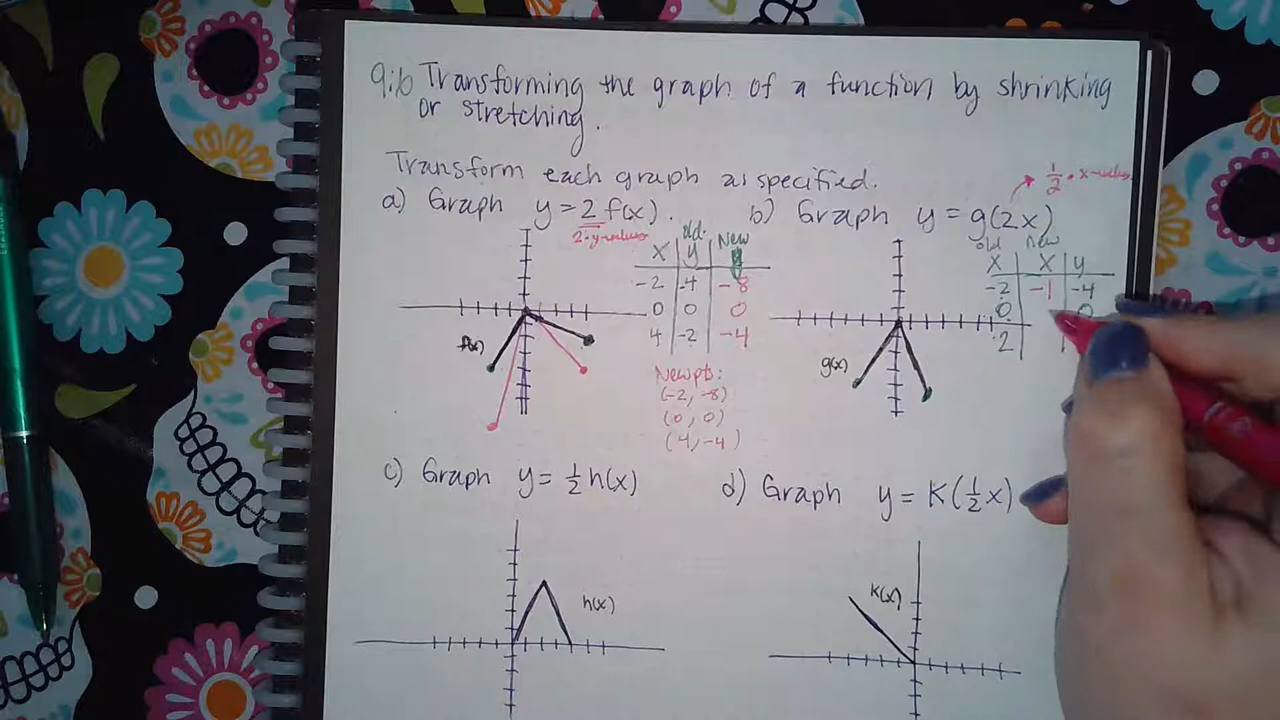 9.6 Transforming the graph of a function by shrinking
or stretching.
Transform each graph as specified.
a) Graph y = 2 f(x).
2·y-values
x | old y | New y
-2 | -4 | -8
0 | 0 | 0
4 | -2 | -4
f(x)
New pts:
(-2, -8)
(0, 0)
(4, -4)
b) Graph y = g(2x)
1/2 · x-values
old x | new x | y
-2 | -1 | -4
0 | 0
2 | 1
g(x)
c) Graph y = 1/2 h(x)
h(x)
d) Graph y = K(1/2 x)
K(x)